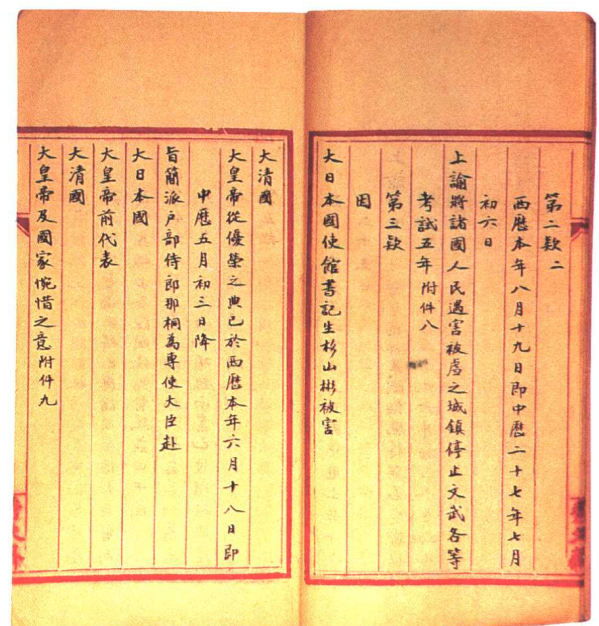 第二款二
西曆本年八月十九日即中曆二十七年七月
初六日
上諭將諸國人民遇害被虐之城鎮停止文武各等
考試五年附件八
第三款
因
大日本國使館書記生杉山彬被害
大清國
大皇帝從優榮之典已於西曆本年六月十八日即
中曆五月初三日降
旨簡派戶部侍郎那桐為專使大臣赴
大日本國
大皇帝前代表
大清國
大皇帝及國家惋惜之意附件九